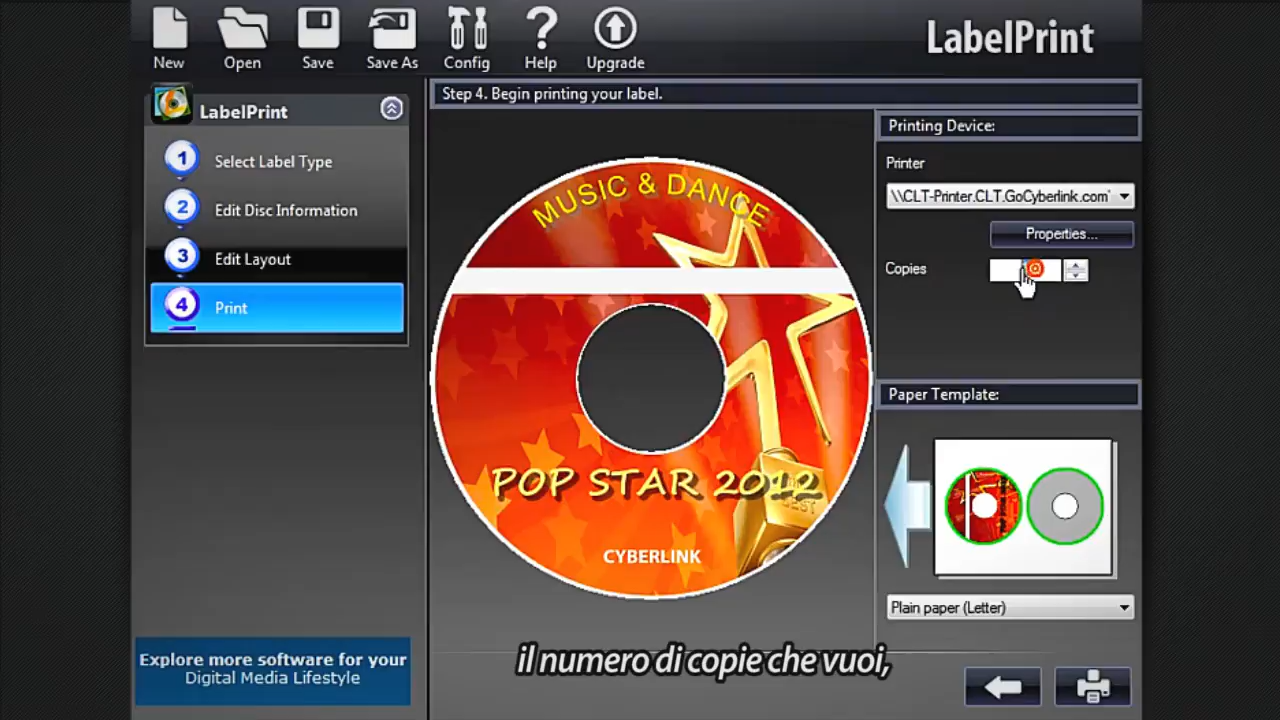 New
Open
Save
Save As
Config
Help
Upgrade
LabelPrint
LabelPrint
1 Select Label Type
2 Edit Disc Information
3 Edit Layout
4 Print
Explore more software for your
Digital Media Lifestyle
Step 4. Begin printing your label.
MUSIC & DANCE
POP STAR 2012
CYBERLINK
Printing Device:
Printer
\\CLT-Printer.CLT.GoCyberlink.com
Properties...
Copies
Paper Template:
Plain paper (Letter)
il numero di copie che vuoi,